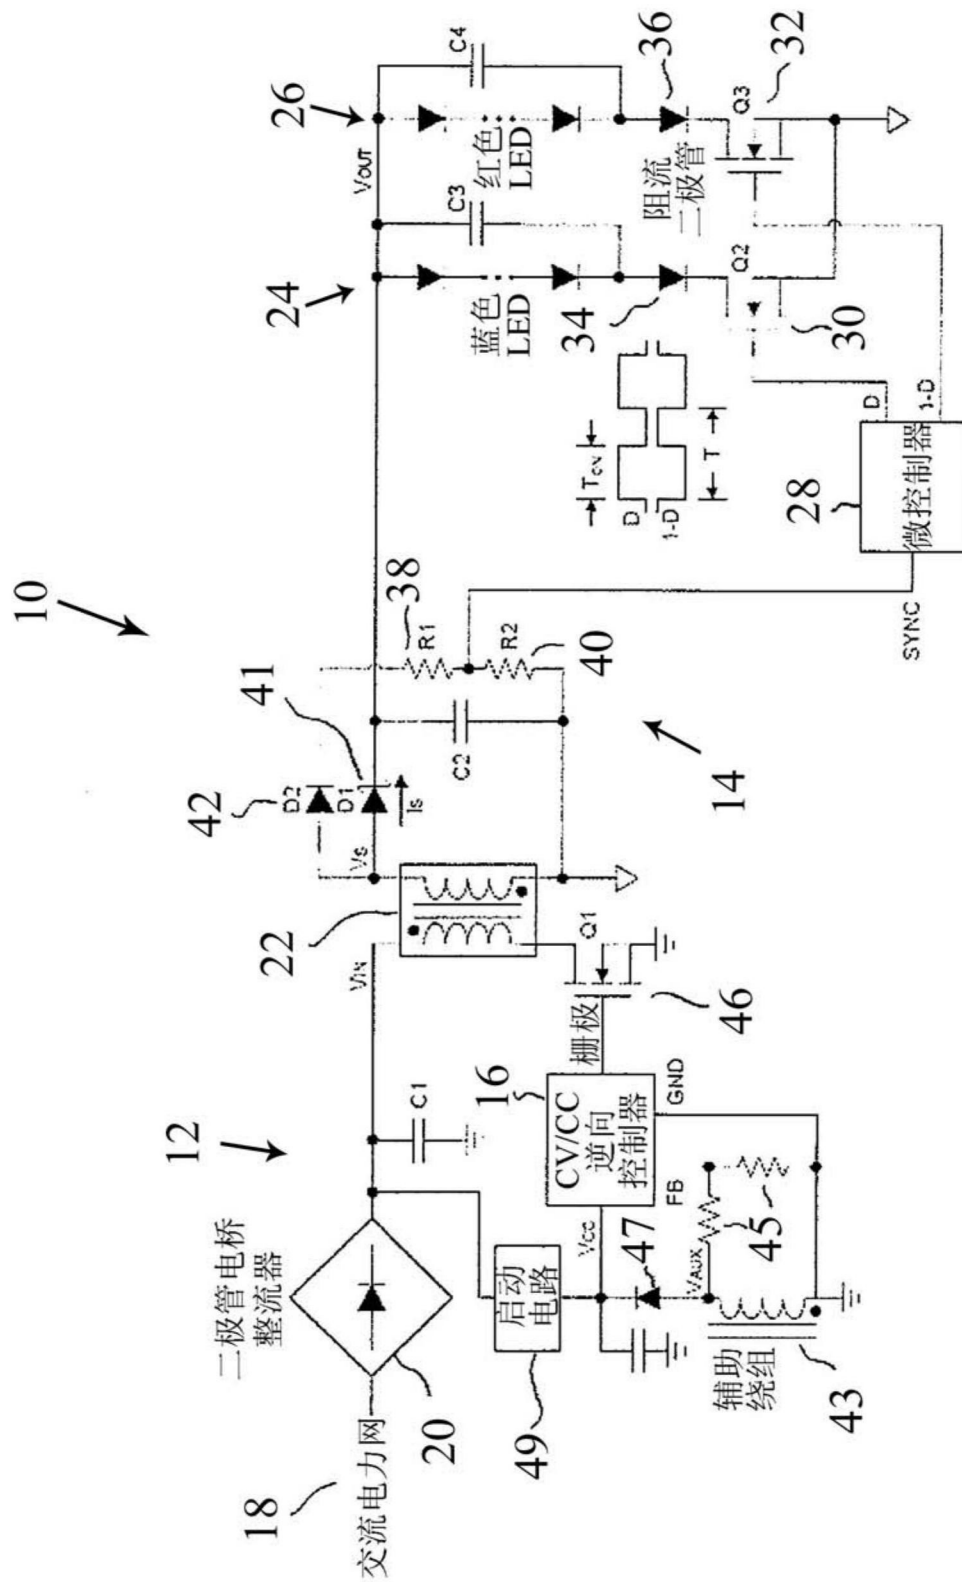 10
12
14
18
交流电力网
20
二极管电桥
整流器
C1
49
启动
电路
VCC
47
VAUX
45
辅助
绕组
43
16
CV/CC
逆向
控制器
FB
GND
栅极
Q1
46
VIN
22
VS
42
D2
D1
41
IS
C2
R1
38
R2
40
SYNC
28
微控制器
D
1-D
D
1-D
TON
T
24
蓝色
LED
34
C3
Q2
30
VOUT
26
红色
LED
C4
36
阻流
二极管
Q3
32